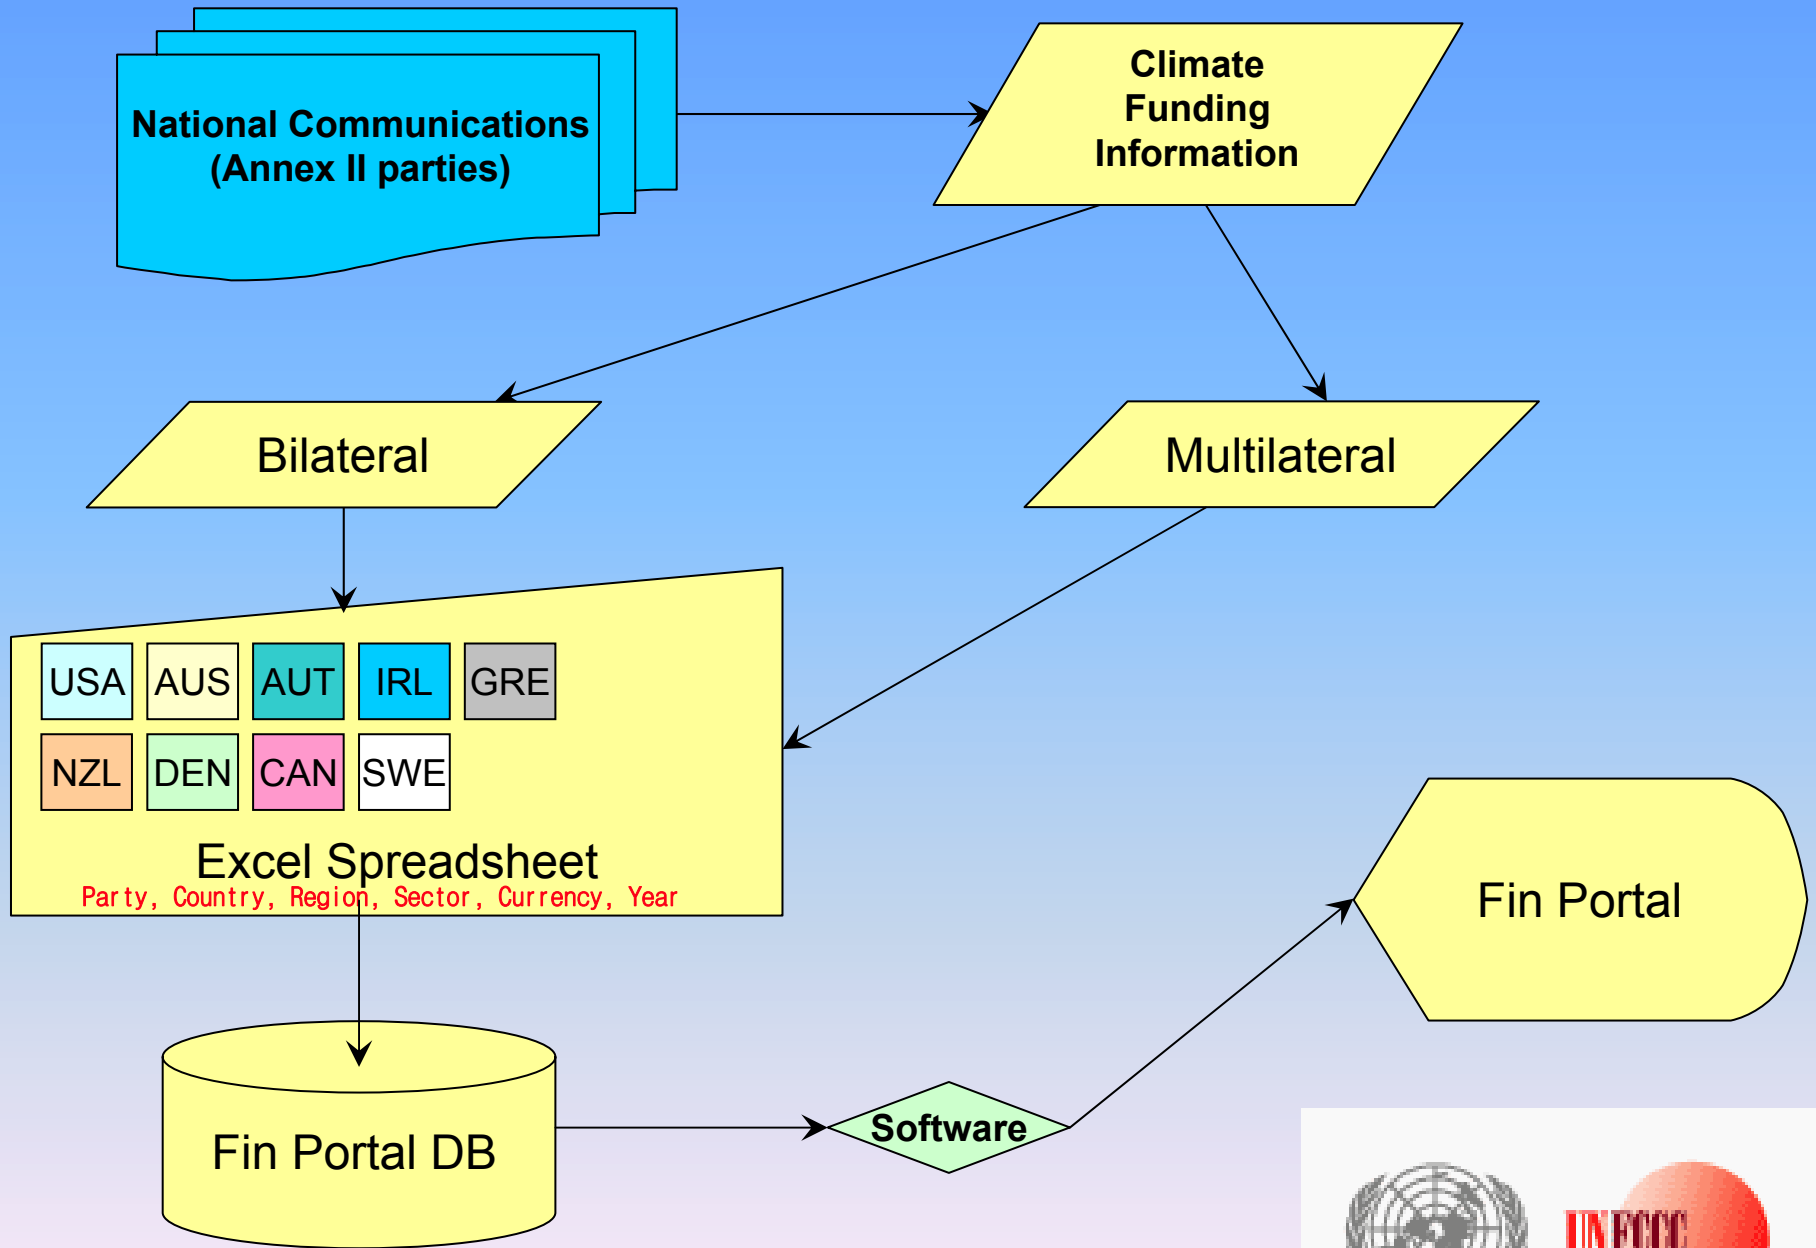 National Communications
(Annex II parties)
Climate
Funding
Information
Bilateral
Multilateral
USA AUS AUT IRL GRE
NZL DEN CAN SWE
Excel Spreadsheet
Party, Country, Region, Sector, Currency, Year
Fin Portal
Fin Portal DB
Software
UNFCCC